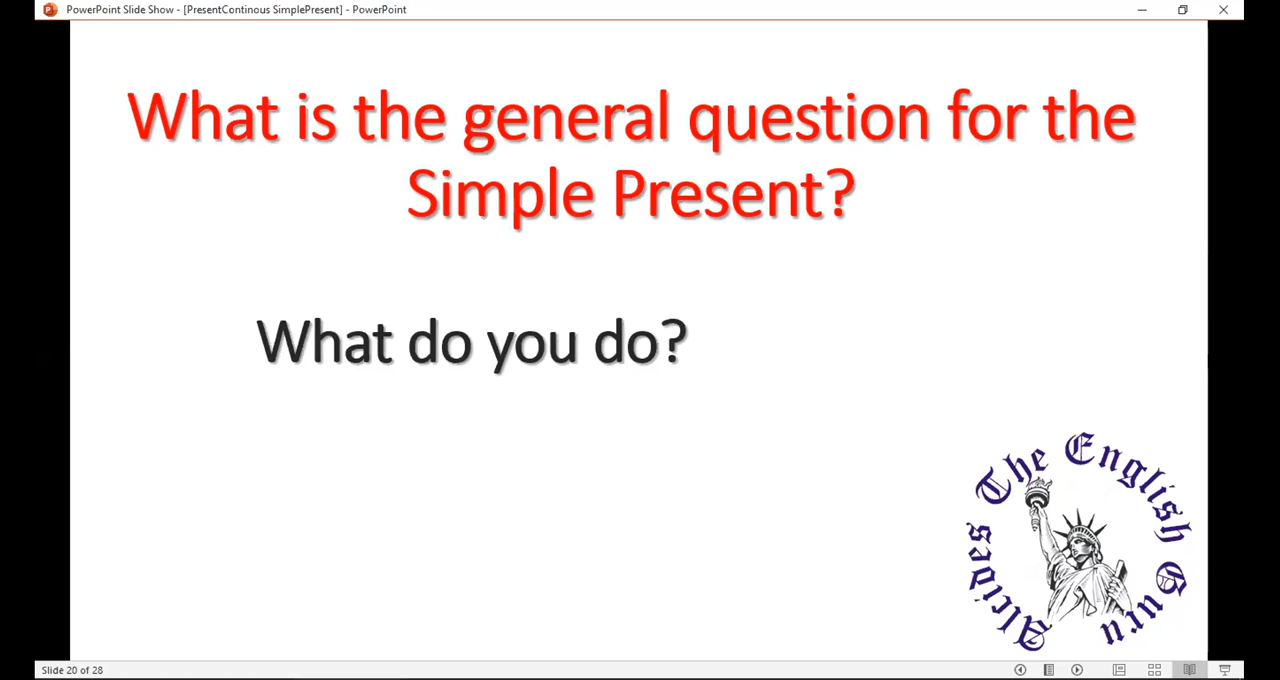 PowerPoint Slide Show - [PresentContinous SimplePresent] - PowerPoint
What is the general question for the
Simple Present?
What do you do?
Alcides The English Guru
Slide 20 of 28